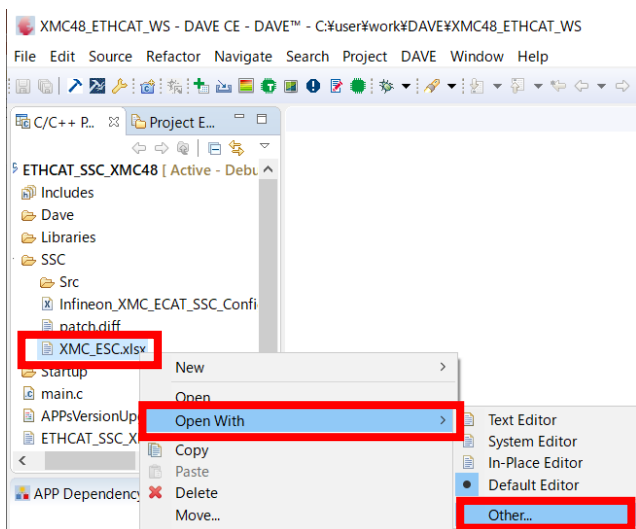 XMC48_ETHCAT_WS - DAVE CE - DAVE™ - C:¥user¥work¥DAVE¥XMC48_ETHCAT_WS
File Edit Source Refactor Navigate Search Project DAVE Window Help
C/C++ P... Project E...
ETHCAT_SSC_XMC48 [ Active - Debu
Includes
Dave
Libraries
SSC
Src
Infineon_XMC_ECAT_SSC_Confi
patch.diff
XMC_ESC.xlsx
Startup
main.c
APPsVersionUp
ETHCAT_SSC_X
APP Dependency
New
Open
Open With
Copy
Paste
Delete
Move...
Text Editor
System Editor
In-Place Editor
Default Editor
Other...